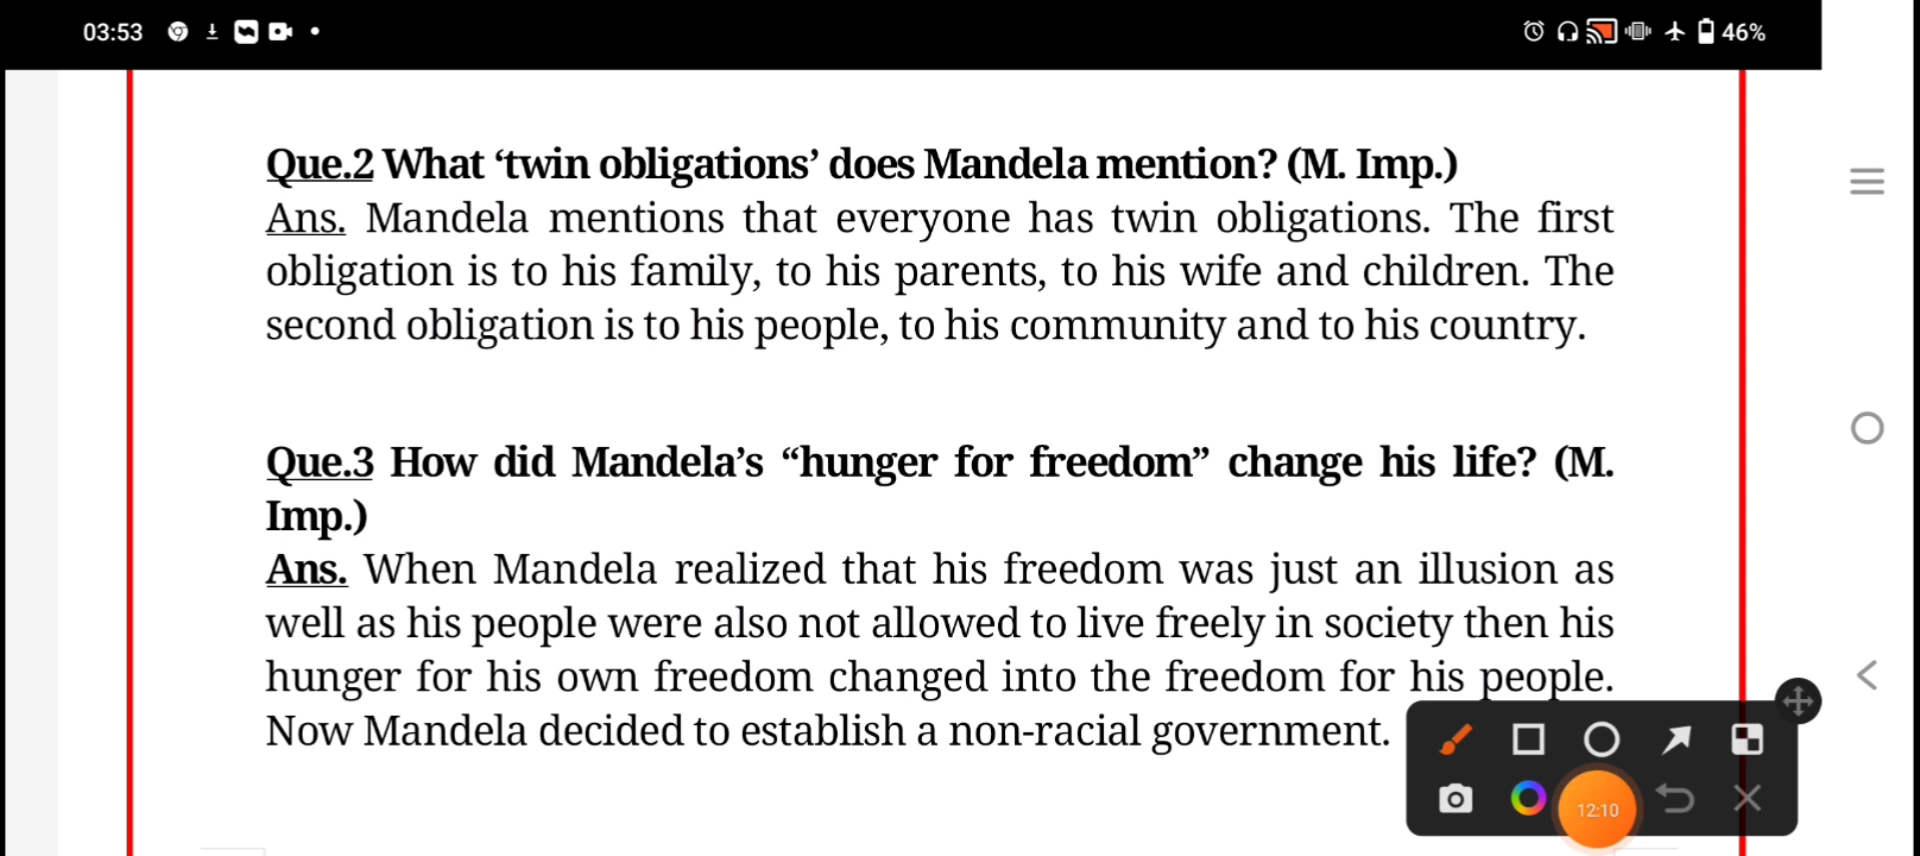 03:53
46%
Que.2 What ‘twin obligations’ does Mandela mention? (M. Imp.)
Ans. Mandela mentions that everyone has twin obligations. The first
obligation is to his family, to his parents, to his wife and children. The
second obligation is to his people, to his community and to his country.
Que.3 How did Mandela’s “hunger for freedom” change his life? (M.
Imp.)
Ans. When Mandela realized that his freedom was just an illusion as
well as his people were also not allowed to live freely in society then his
hunger for his own freedom changed into the freedom for his people.
Now Mandela decided to establish a non-racial government.
12:10